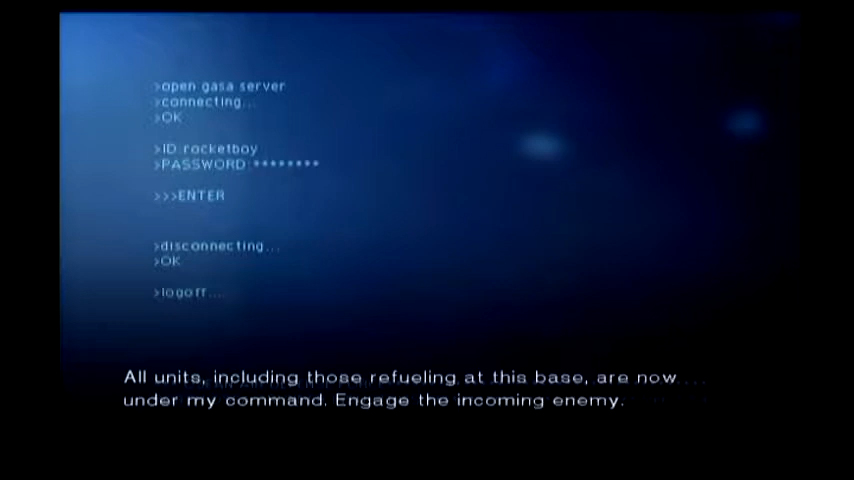 >open gasa server
>connecting...
>OK
>ID rocketboy
>PASSWORD ********
>>>ENTER
>disconnecting...
>OK
>logoff....
All units, including those refueling at this base, are now
under my command. Engage the incoming enemy.